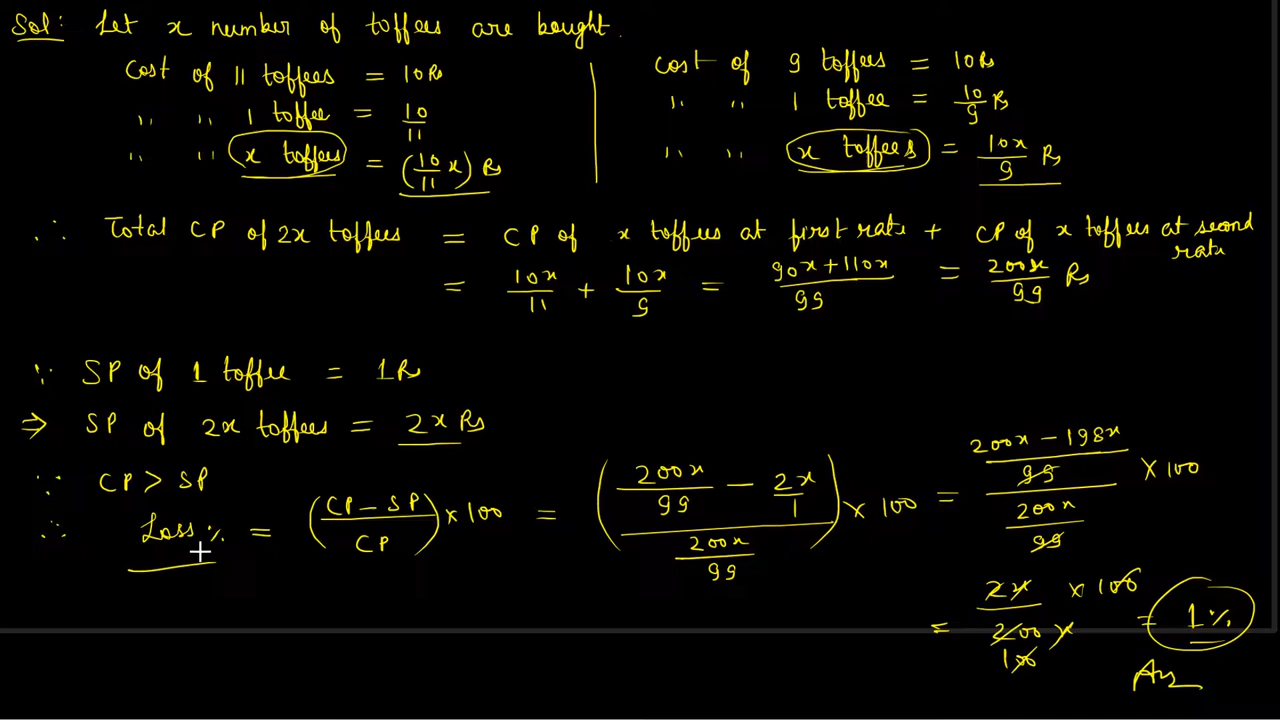 Sol: Let x number of toffees are bought.
Cost of 11 toffees = 10Rs
" " 1 toffee = 10/11
" " x toffees = (10/11 x) Rs
Cost of 9 toffees = 10Rs
" " 1 toffee = 10/9 Rs
" " x toffees = 10x/9 Rs
∴ Total CP of 2x toffees = CP of x toffees at first rate + CP of x toffees at second rate
= 10x/11 + 10x/9 = (90x+110x)/99 = 200x/99 Rs
∵ SP of 1 toffee = 1Rs
⇒ SP of 2x toffees = 2x Rs
∵ CP > SP
∴ Loss % = ((CP-SP)/CP) × 100 = ((200x/99 - 2x/1)/(200x/99)) × 100 = ((200x-198x)/99)/(200x/99) × 100
= 2x/200x × 100 = 1%
100
Ans